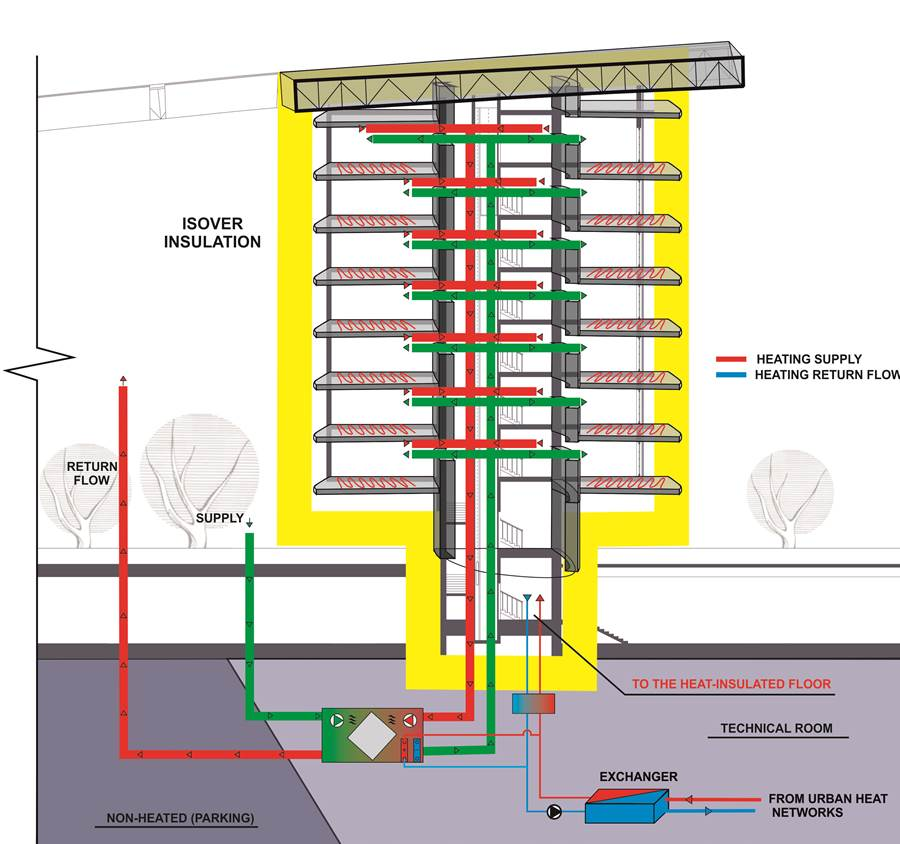 ISOVER
INSULATION
HEATING SUPPLY
HEATING RETURN FLOW
RETURN
FLOW
SUPPLY
TO THE HEAT-INSULATED FLOOR
TECHNICAL ROOM
EXCHANGER
FROM URBAN HEAT
NETWORKS
NON-HEATED (PARKING)